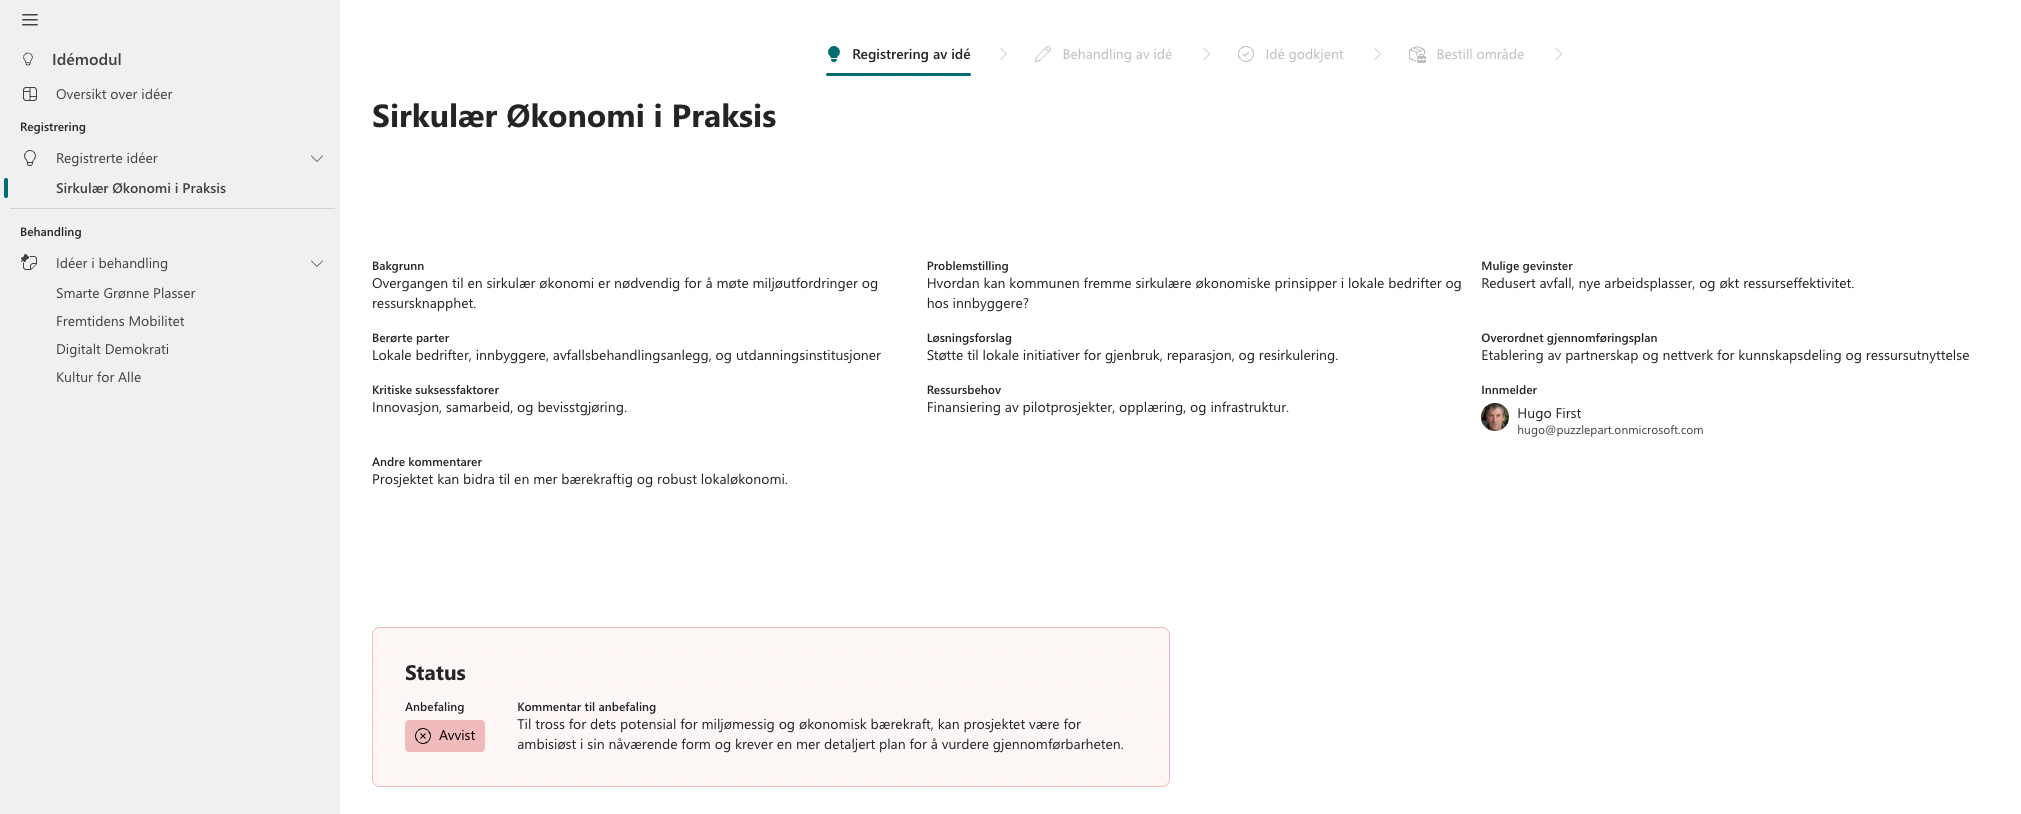 Idémodul
Oversikt over idéer
Registrering
Registrerte idéer
Sirkulær Økonomi i Praksis
Behandling
Idéer i behandling
Smarte Grønne Plasser
Fremtidens Mobilitet
Digitalt Demokrati
Kultur for Alle
Registrering av idé
Behandling av idé
Idé godkjent
Bestill område
Sirkulær Økonomi i Praksis
Bakgrunn
Overgangen til en sirkulær økonomi er nødvendig for å møte miljøutfordringer og
ressursknapphet.
Problemstilling
Hvordan kan kommunen fremme sirkulære økonomiske prinsipper i lokale bedrifter og
hos innbyggere?
Mulige gevinster
Redusert avfall, nye arbeidsplasser, og økt ressurseffektivitet.
Berørte parter
Lokale bedrifter, innbyggere, avfallsbehandlingsanlegg, og utdanningsinstitusjoner
Løsningsforslag
Støtte til lokale initiativer for gjenbruk, reparasjon, og resirkulering.
Overordnet gjennomføringsplan
Etablering av partnerskap og nettverk for kunnskapsdeling og ressursutnyttelse
Kritiske suksessfaktorer
Innovasjon, samarbeid, og bevisstgjøring.
Ressursbehov
Finansiering av pilotprosjekter, opplæring, og infrastruktur.
Innmelder
Hugo First
hugo@puzzlepart.onmicrosoft.com
Andre kommentarer
Prosjektet kan bidra til en mer bærekraftig og robust lokaløkonomi.
Status
Anbefaling
Avvist
Kommentar til anbefaling
Til tross for dets potensial for miljømessig og økonomisk bærekraft, kan prosjektet være for
ambisiøst i sin nåværende form og krever en mer detaljert plan for å vurdere gjennomførbarheten.